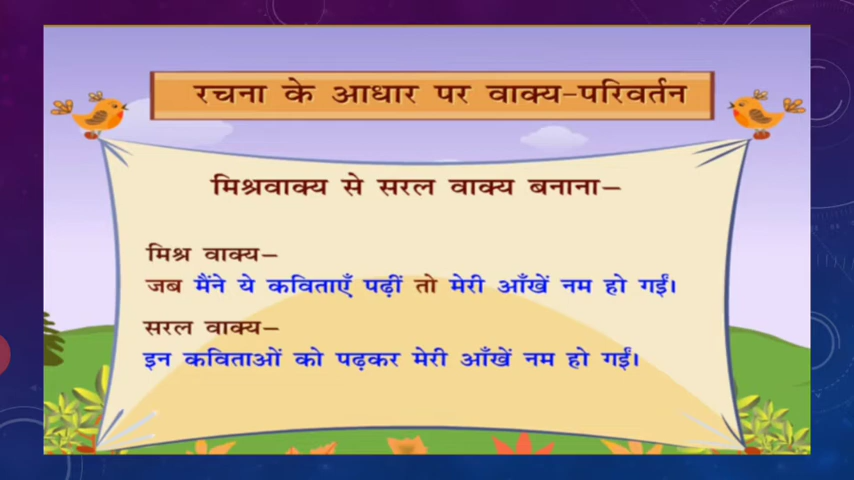 रचना के आधार पर वाक्य-परिवर्तन
मिश्रवाक्य से सरल वाक्य बनाना–
मिश्र वाक्य–
जब मैंने ये कविताएँ पढ़ीं तो मेरी आँखें नम हो गईं।
सरल वाक्य–
इन कविताओं को पढ़कर मेरी आँखें नम हो गईं।